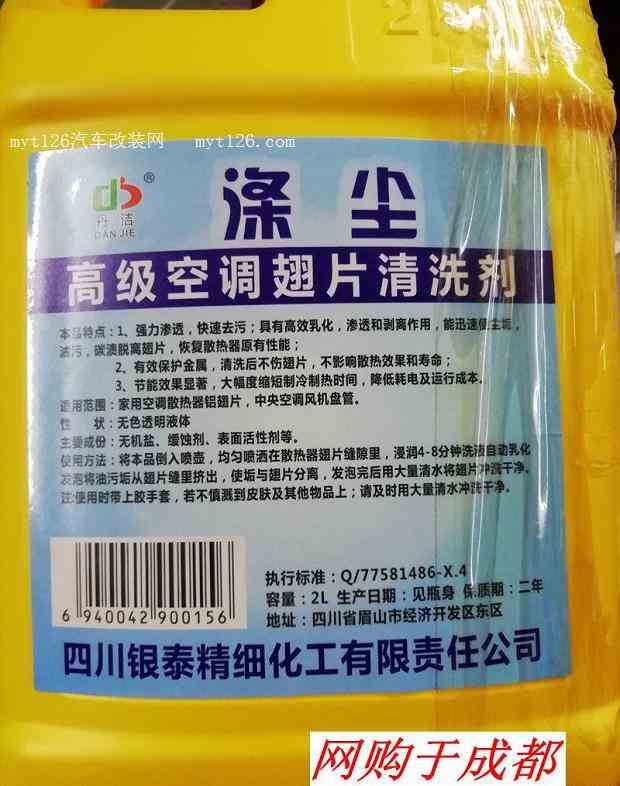 2L
myt126汽车改装网 myt126.com
®
丹洁
DANJIE
涤尘
高级空调翅片清洗剂
本品特点：1、强力渗透，快速去污；具有高效乳化，渗透和剥离作用，能迅速使尘垢，
油污，碳渍脱离翅片，恢复散热器原有性能；
2、有效保护金属，清洗后不伤翅片，不影响散热效果和寿命；
3、节能效果显著，大幅度缩短制冷制热时间，降低耗电及运行成本。
适用范围：家用空调散热器铝翅片，中央空调风机盘管。
性 状：无色透明液体
主要成份：无机盐、缓蚀剂、表面活性剂等。
使用方法：将本品倒入喷壶，均匀喷洒在散热器翅片缝隙里，浸润4-8分钟洗液自动乳化
发泡将油污垢从翅片缝里挤出，使垢与翅片分离，发泡完后用大量清水将翅片冲洗干净。
注:使用时带上胶手套，若不慎溅到皮肤及其他物品上；请及时用大量清水冲洗干净。
执行标准：Q/77581486-X.4
容量：2L 生产日期：见瓶身 保质期：二年
地址：四川省眉山市经济开发区东区
6 940042 900156
四川银泰精细化工有限责任公司
网购于成都